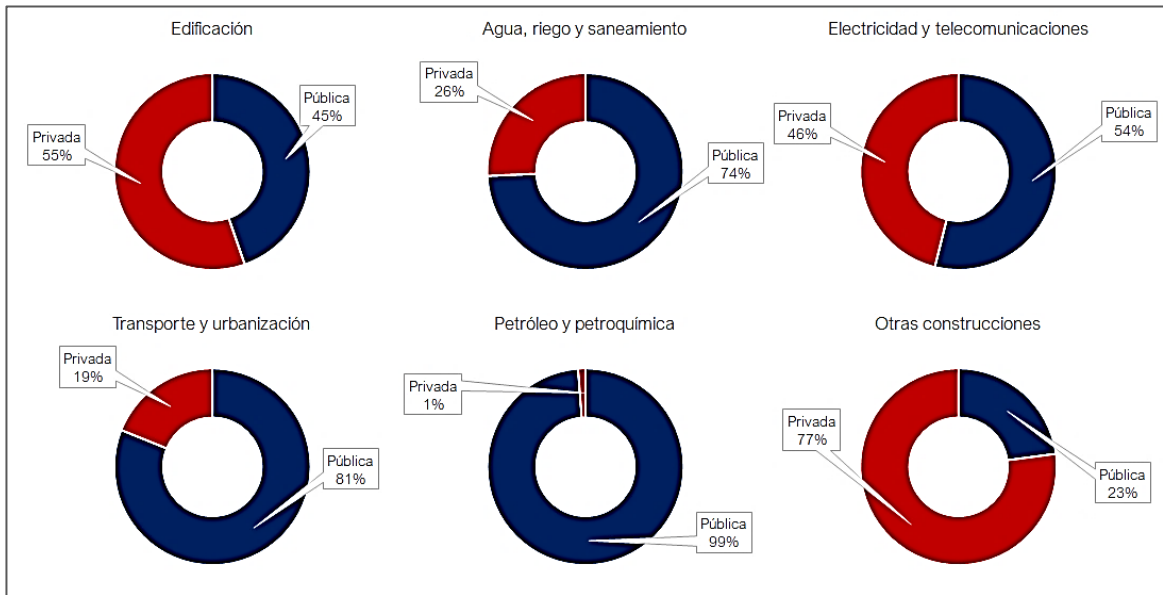 Edificación
Agua, riego y saneamiento
Electricidad y telecomunicaciones
Pública
45%
Privada
55%
Privada
26%
Pública
74%
Privada
46%
Pública
54%
Transporte y urbanización
Petróleo y petroquímica
Otras construcciones
Privada
19%
Pública
81%
Privada
1%
Pública
99%
Privada
77%
Pública
23%